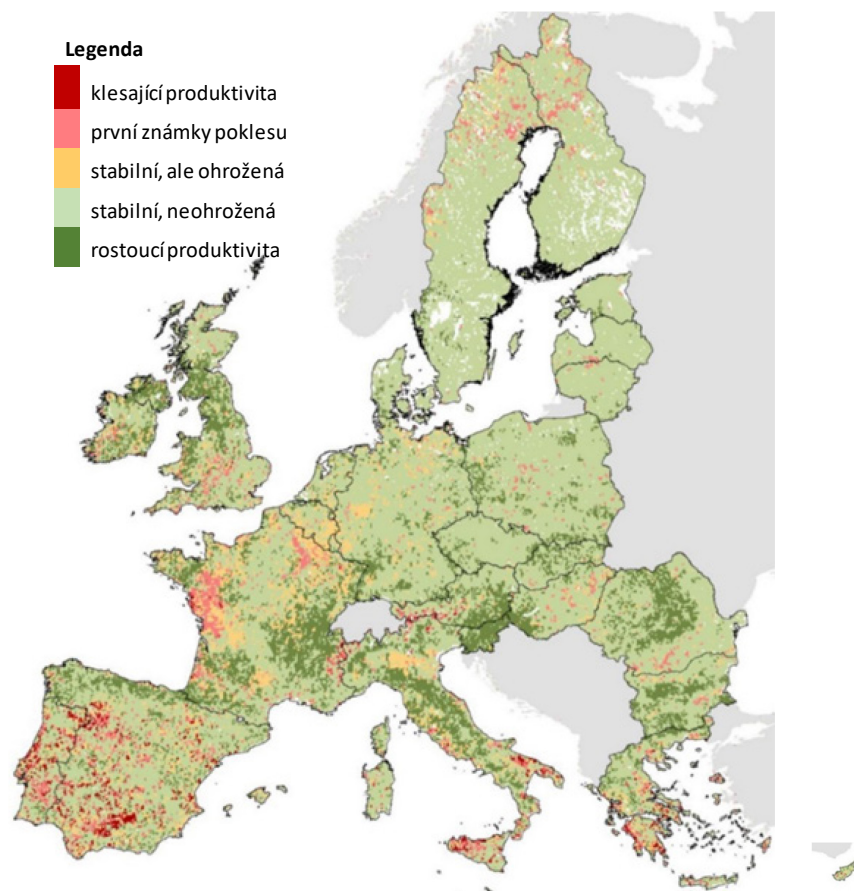 Legenda
klesající produktivita
první známky poklesu
stabilní, ale ohrožená
stabilní, neohrožená
rostoucí produktivita